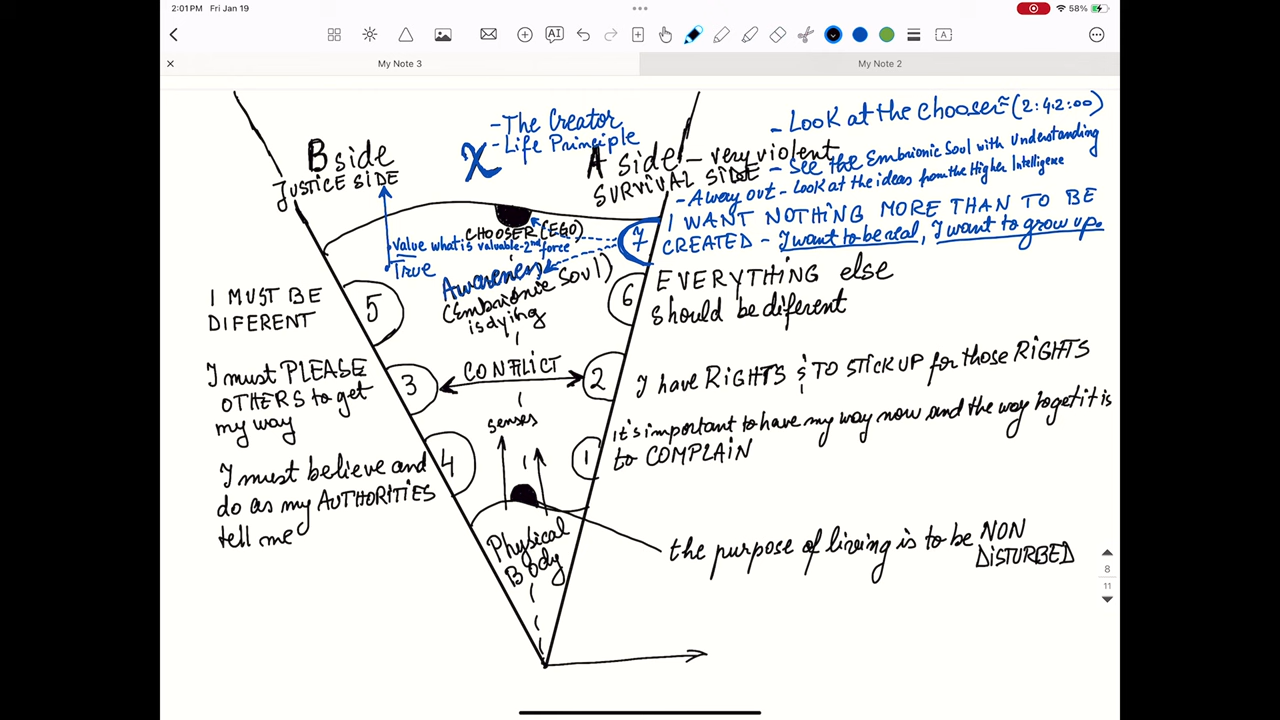 2:01 PM Fri Jan 19
58%
My Note 3
My Note 2
B side
JUSTICE SIDE
- The Creator
- Life Principle
X
A side - very violent
SURVIVAL SIDE
- Look at the Chooser ≈ (2:42:00)
- See the Embrionic Soul with Understanding
- A way out - Look at the ideas from the Higher Intelligence
I WANT NOTHING MORE THAN TO BE
CREATED - I want to be real, I want to grow up.
CHOOSER (EGO)
Value what is valuable - 2nd force
True
7
Awareness
(Embrionic Soul)
is dying
I MUST BE
DIFERENT
5
6
EVERYTHING else
should be diferent
I must PLEASE
OTHERS to get
my way
3
CONFLICT
2
I have RIGHTS & TO STICK UP for those RIGHTS
senses
I must believe and
do as my AUTHORITIES
tell me
4
1
it's important to have my way now and the way to get it is
to COMPLAIN
Physical
Body
the purpose of living is to be NON
DISTURBED
8
11